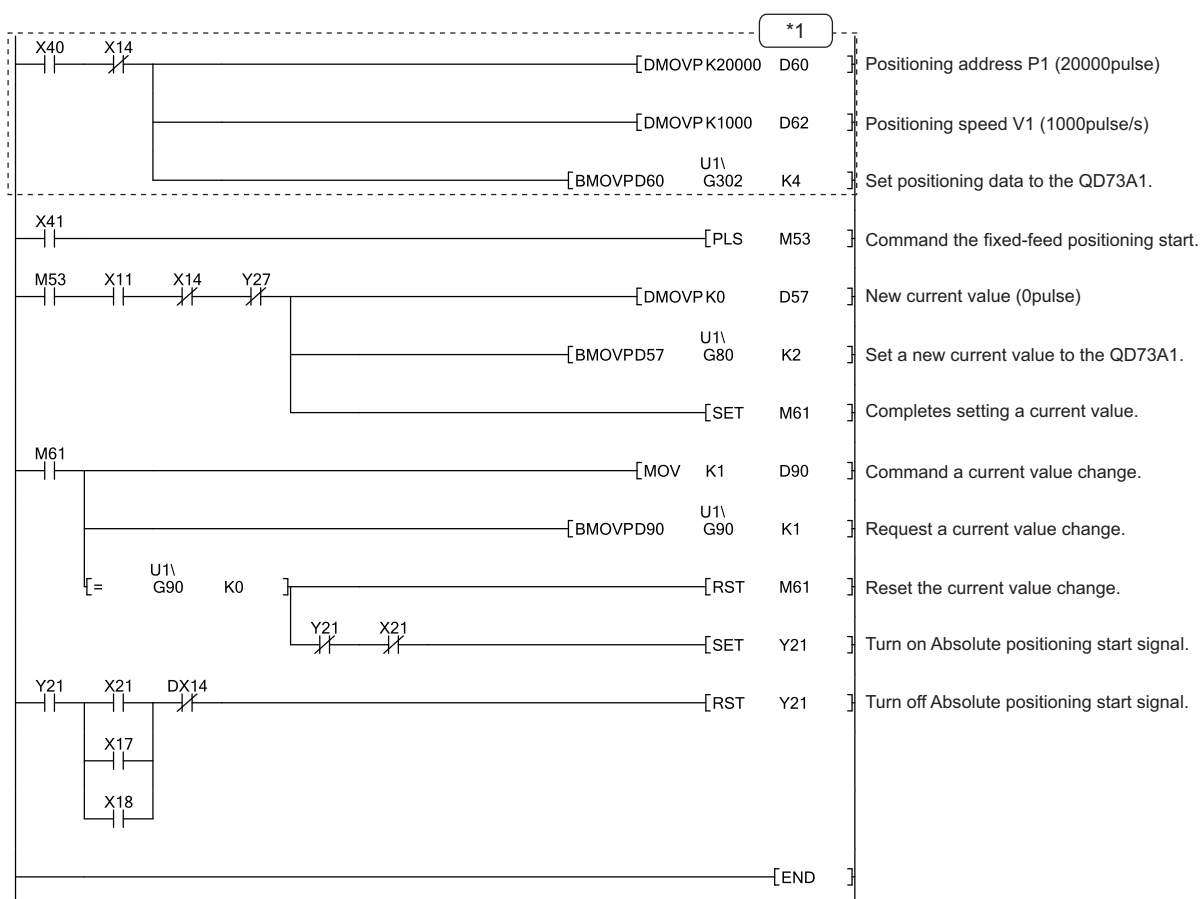 *1
X40 X14
[DMOVP K20000 D60 ] Positioning address P1 (20000pulse)
[DMOVP K1000 D62 ] Positioning speed V1 (1000pulse/s)
U1\
[BMOVP D60 G302 K4 ] Set positioning data to the QD73A1.
X41
[PLS M53 ] Command the fixed-feed positioning start.
M53 X11 X14 Y27
[DMOVP K0 D57 ] New current value (0pulse)
U1\
[BMOVP D57 G80 K2 ] Set a new current value to the QD73A1.
[SET M61 ] Completes setting a current value.
M61
[MOV K1 D90 ] Command a current value change.
U1\
[BMOVP D90 G90 K1 ] Request a current value change.
U1\
[= G90 K0 ] [RST M61 ] Reset the current value change.
Y21 X21
[SET Y21 ] Turn on Absolute positioning start signal.
Y21 X21 DX14
[RST Y21 ] Turn off Absolute positioning start signal.
X17
X18
[END ]